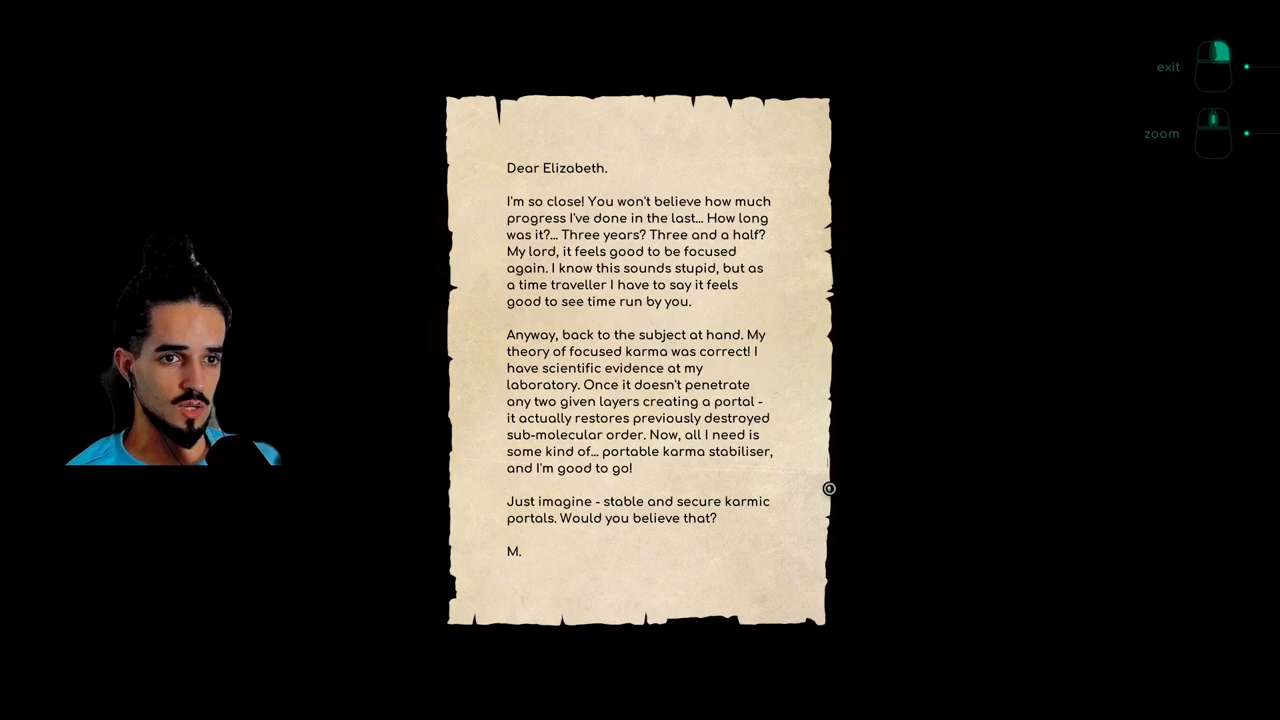 exit
zoom
Dear Elizabeth.
I'm so close! You won't believe how much
progress I've done in the last... How long
was it?... Three years? Three and a half?
My lord, it feels good to be focused
again. I know this sounds stupid, but as
a time traveller I have to say it feels
good to see time run by you.
Anyway, back to the subject at hand. My
theory of focused karma was correct! I
have scientific evidence at my
laboratory. Once it doesn't penetrate
any two given layers creating a portal -
it actually restores previously destroyed
sub-molecular order. Now, all I need is
some kind of... portable karma stabiliser,
and I'm good to go!
Just imagine - stable and secure karmic
portals. Would you believe that?
M.